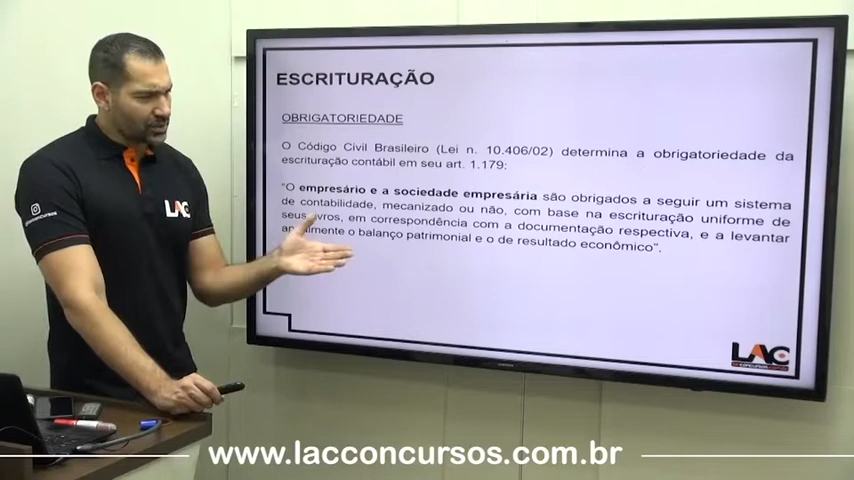 ESCRITURAÇÃO
OBRIGATORIEDADE
O Código Civil Brasileiro (Lei n. 10.406/02) determina a obrigatoriedade da
escrituração contábil em seu art. 1.179:
"O empresário e a sociedade empresária são obrigados a seguir um sistema
de contabilidade, mecanizado ou não, com base na escrituração uniforme de
seus livros, em correspondência com a documentação respectiva, e a levantar
anualmente o balanço patrimonial e o de resultado econômico".
LAC
LAC
CONCURSOS
www.lacconcursos.com.br